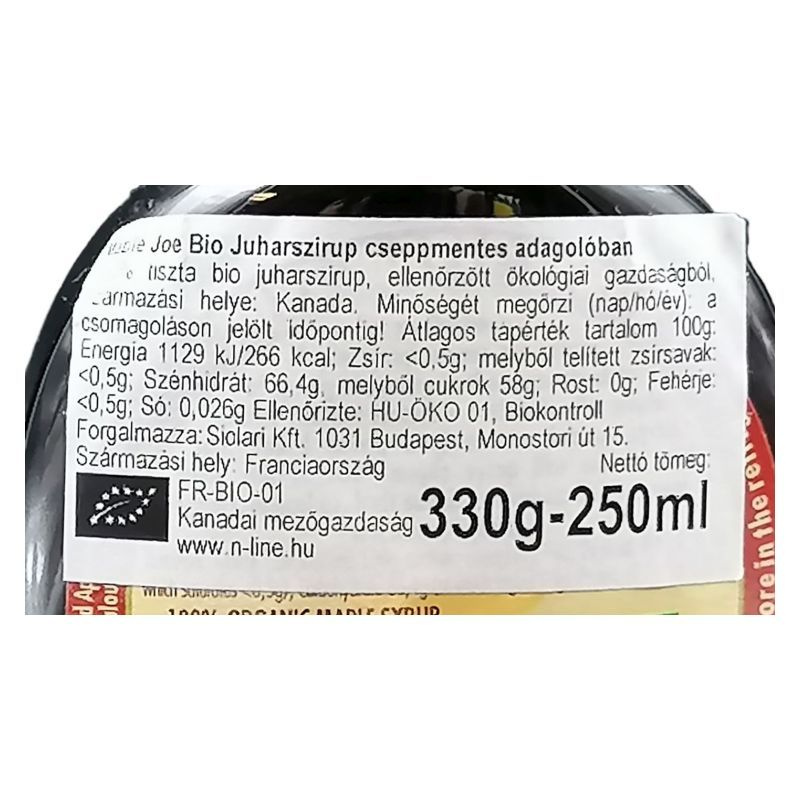 Joe Bio Juharszirup cseppmentes adagolóban
tiszta bio juharszirup, ellenőrzött ökológiai gazdaságból,
származási helye: Kanada. Minőségét megőrzi (nap/hó/év): a
csomagoláson jelölt időpontig! Átlagos tápérték tartalom 100g:
Energia 1129 kJ/266 kcal; Zsír: <0,5g; melyből telített zsírsavak:
<0,5g; Szénhidrát: 66,4g, melyből cukrok 58g; Rost: 0g; Fehérje:
<0,5g; Só: 0,026g Ellenőrizte: HU-ÖKO 01, Biokontroll
Forgalmazza: Siolari Kft. 1031 Budapest, Monostori út 15.
Származási hely: Franciaország
Nettó tömeg:
FR-BIO-01
Kanadai mezőgazdaság
330g-250ml
www.n-line.hu
100% ORGANIC MAPLE SYRUP
ore in the refri